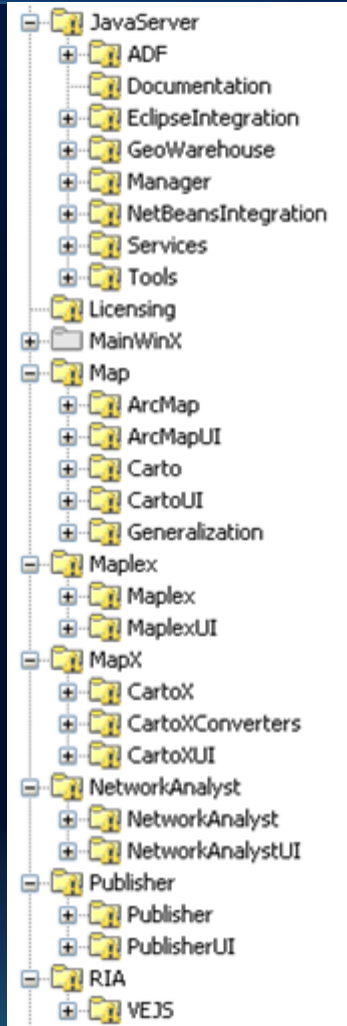 JavaServer
ADF
Documentation
EclipseIntegration
GeoWarehouse
Manager
NetBeansIntegration
Services
Tools
Licensing
MainWinX
Map
ArcMap
ArcMapUI
Carto
CartoUI
Generalization
Maplex
Maplex
MaplexUI
MapX
CartoX
CartoXConverters
CartoXUI
NetworkAnalyst
NetworkAnalyst
NetworkAnalystUI
Publisher
Publisher
PublisherUI
RIA
VEJS